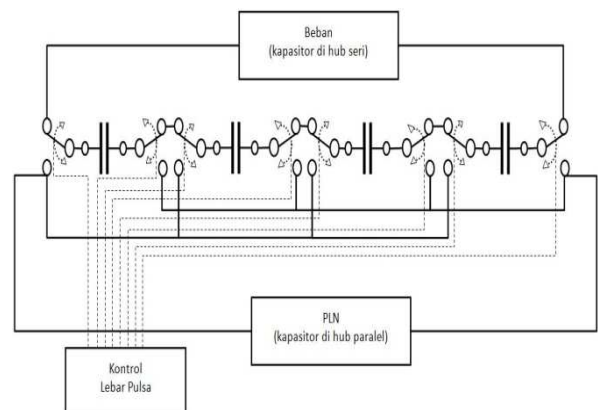 Beban
(kapasitor di hub seri)
PLN
(kapasitor di hub paralel)
Kontrol
Lebar Pulsa